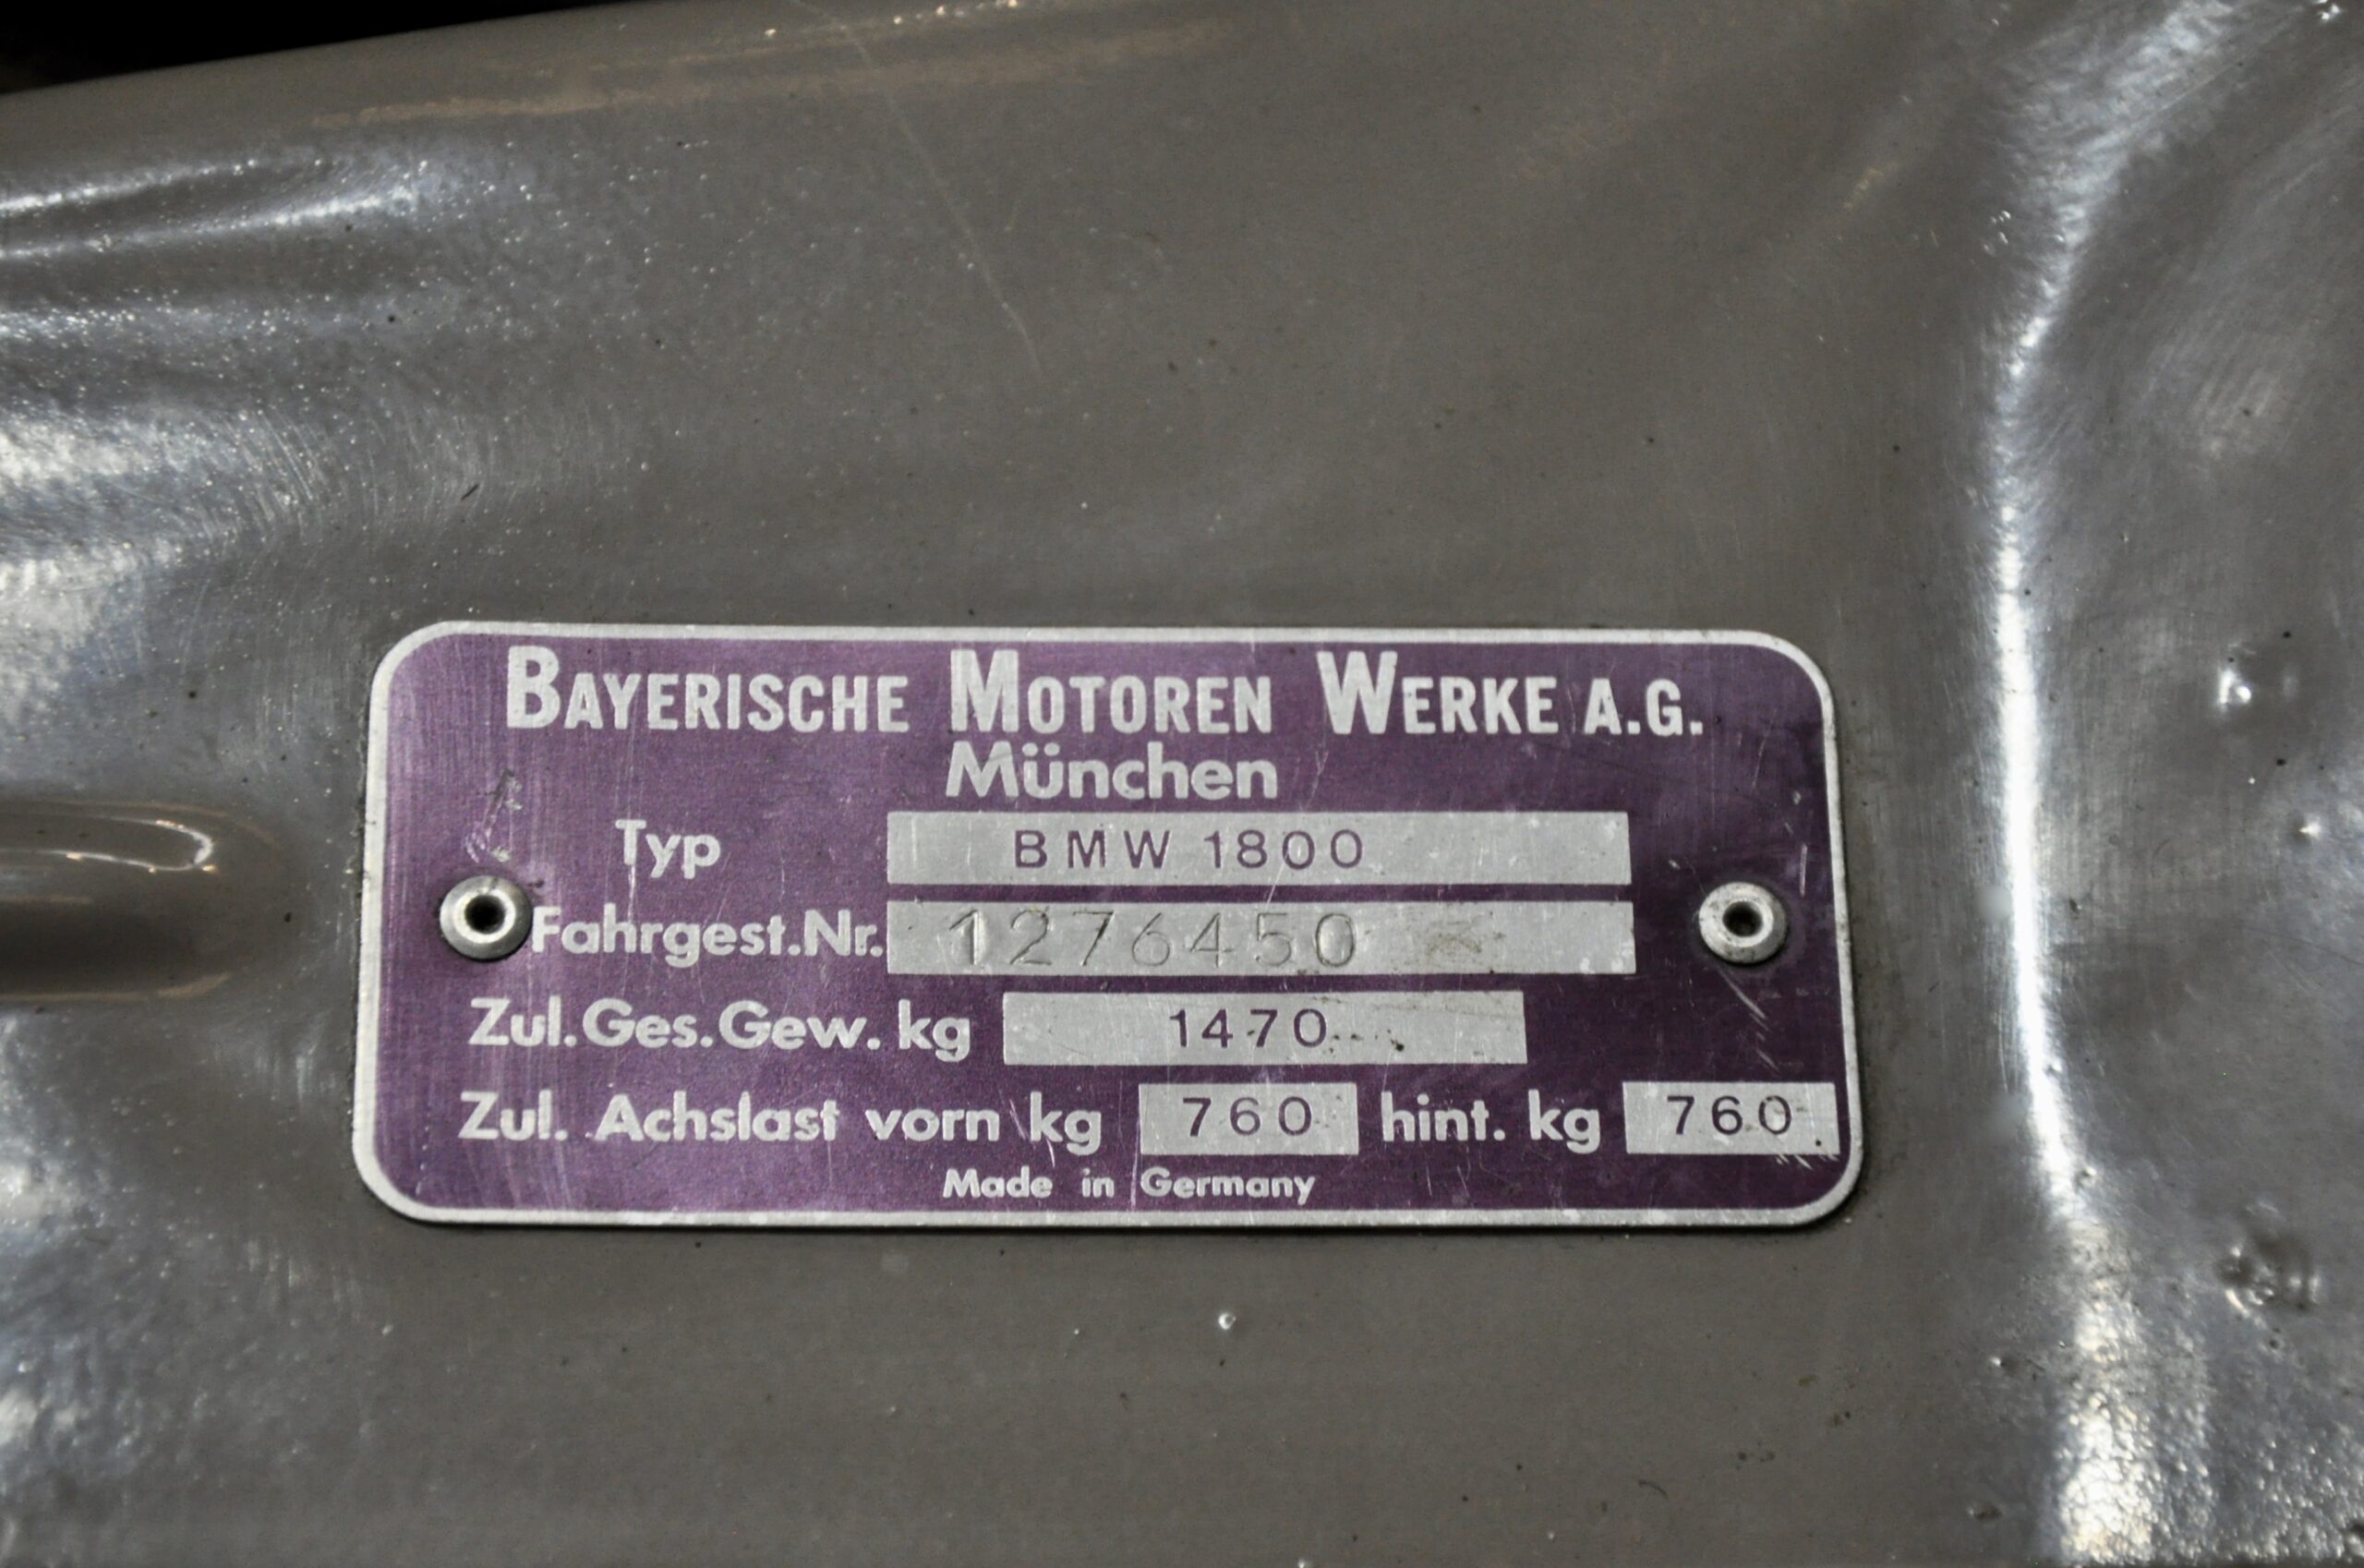 BAYERISCHE MOTOREN WERKE A.G.
München
Typ BMW 1800
Fahrgest.Nr. 1276450
Zul.Ges.Gew. kg 1470
Zul. Achslast vorn kg 760 hint. kg 760
Made in Germany